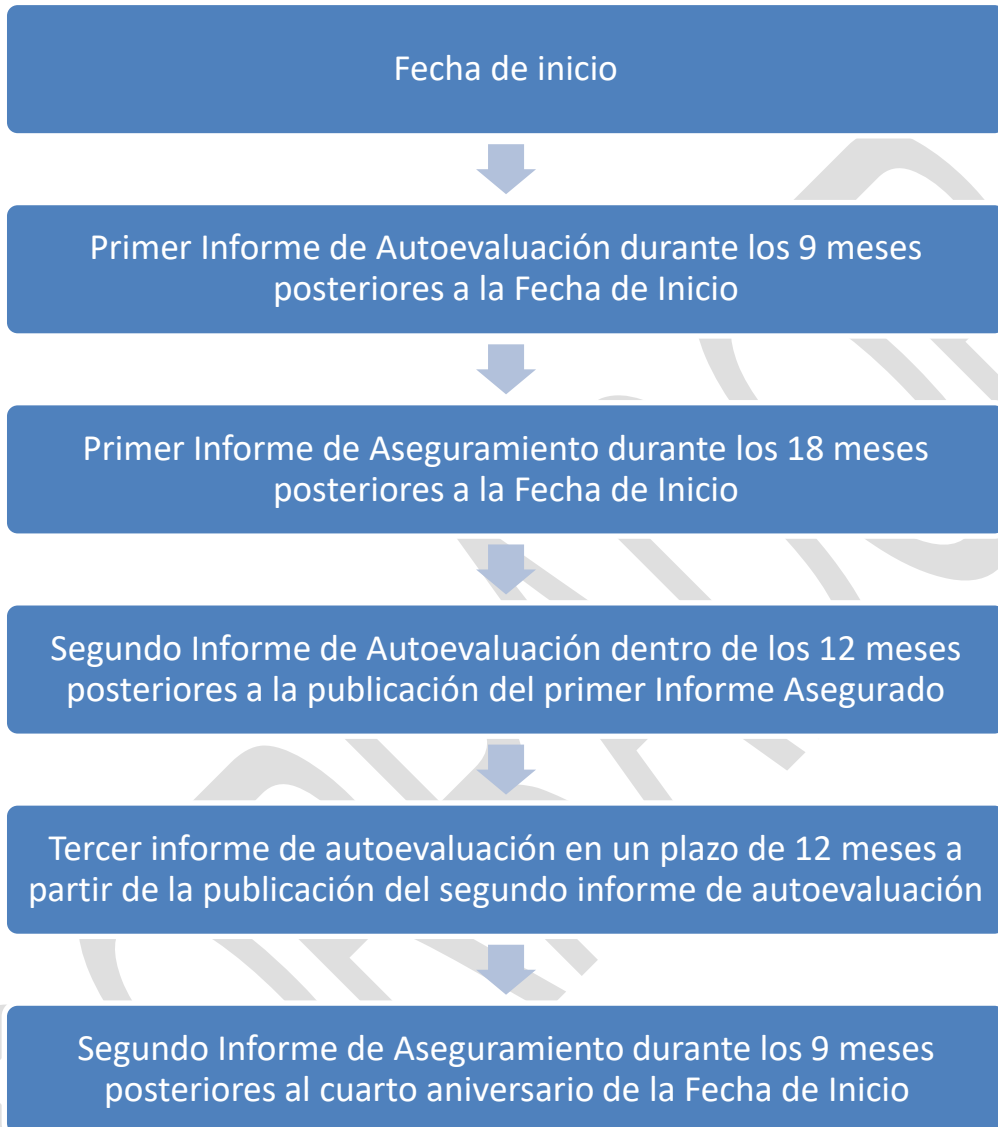 Fecha de inicio
Primer Informe de Autoevaluación durante los 9 meses
posteriores a la Fecha de Inicio
Primer Informe de Aseguramiento durante los 18 meses
posteriores a la Fecha de Inicio
Segundo Informe de Autoevaluación dentro de los 12 meses
posteriores a la publicación del primer Informe Asegurado
Tercer informe de autoevaluación en un plazo de 12 meses a
partir de la publicación del segundo informe de autoevaluación
Segundo Informe de Aseguramiento durante los 9 meses
posteriores al cuarto aniversario de la Fecha de Inicio